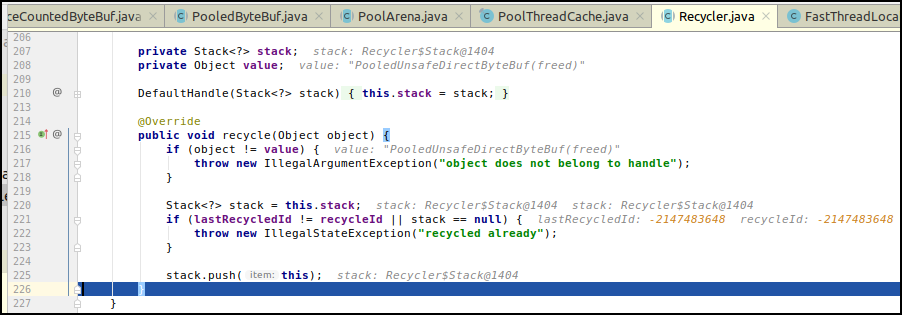 ceCountedByteBuf.java × PooledByteBuf.java × PoolArena.java × PoolThreadCache.java × Recycler.java × FastThreadLoca
206
207 private Stack<?> stack; stack: Recycler$Stack@1404
208 private Object value; value: "PooledUnsafeDirectByteBuf(freed)"
209
210 @ DefaultHandle(Stack<?> stack) { this.stack = stack; }
213
214 @Override
215 @ public void recycle(Object object) {
216 if (object != value) { value: "PooledUnsafeDirectByteBuf(freed)"
217 throw new IllegalArgumentException("object does not belong to handle");
218 }
219
220 Stack<?> stack = this.stack; stack: Recycler$Stack@1404 stack: Recycler$Stack@1404
221 if (lastRecycledId != recycleId || stack == null) { lastRecycledId: -2147483648 recycleId: -2147483648
222 throw new IllegalStateException("recycled already");
223 }
224
225 stack.push( item: this); stack: Recycler$Stack@1404
226 }
227 }